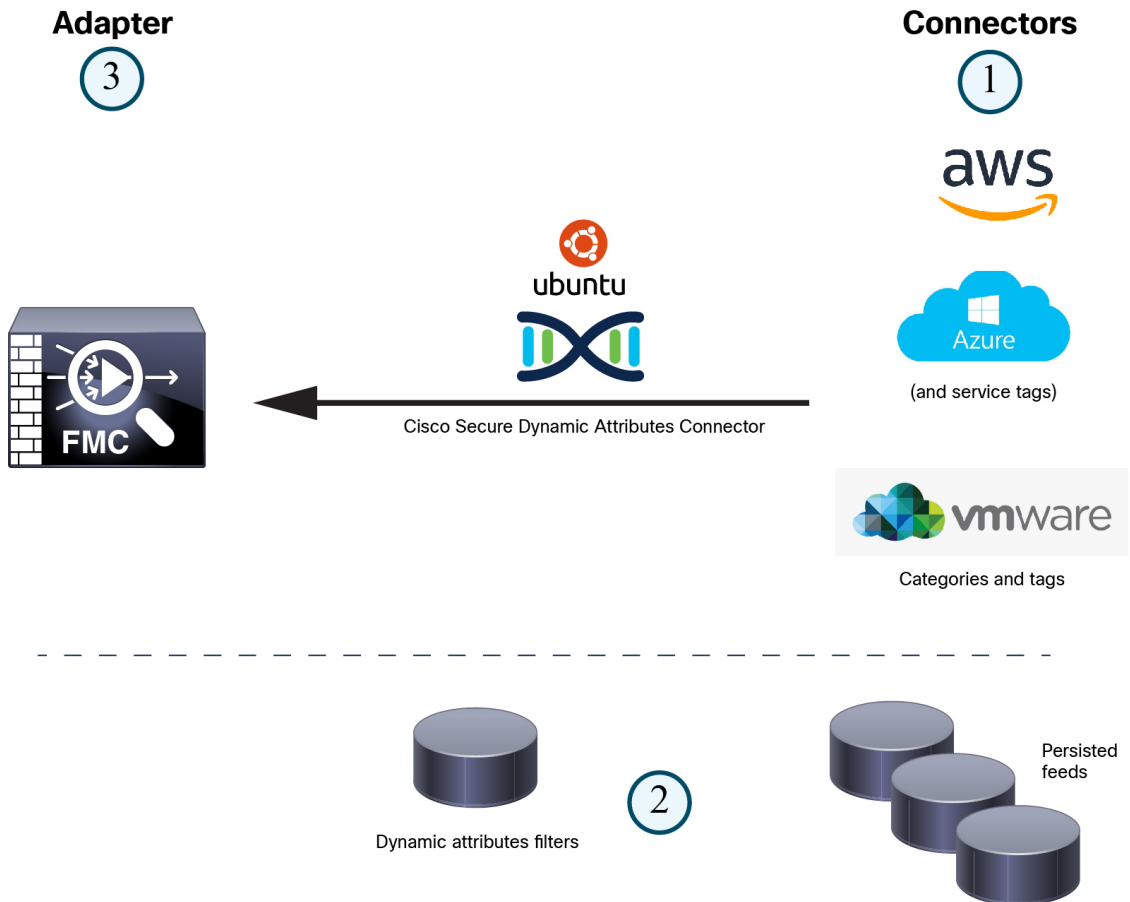 Adapter
3
Connectors
1
aws
ubuntu
Azure
(and service tags)
FMC
Cisco Secure Dynamic Attributes Connector
vmware
Categories and tags
Persisted
feeds
2
Dynamic attributes filters